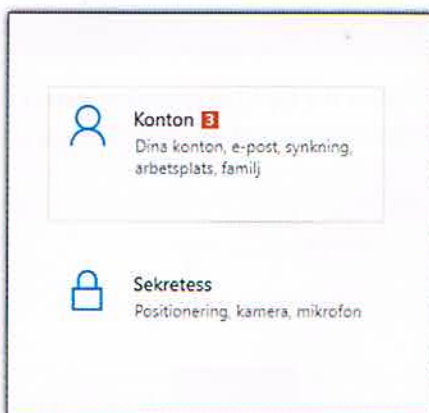 Konton 3
Dina konton, e-post, synkning,
arbetsplats, familj
Sekretess
Positionering, kamera, mikrofon